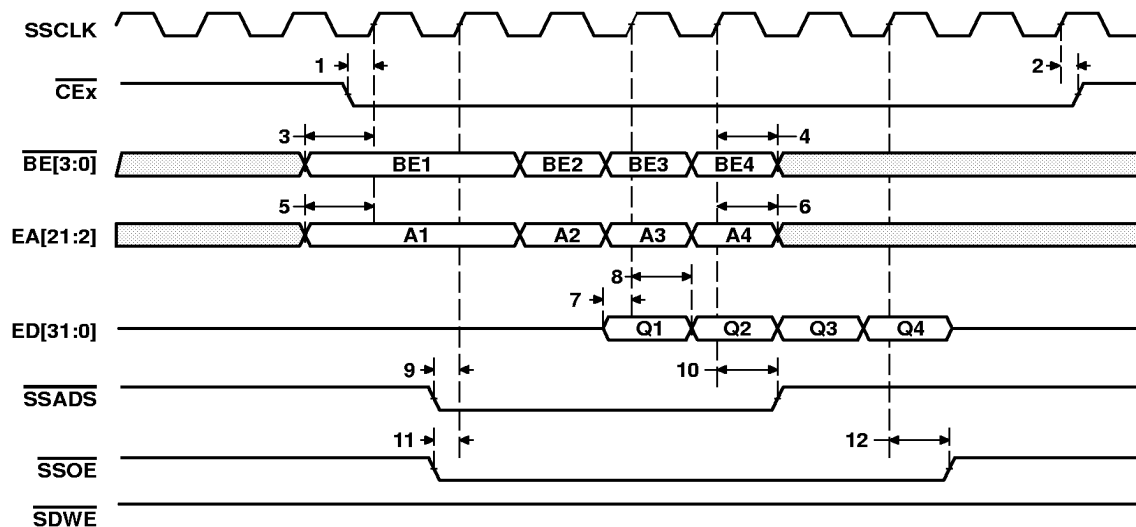 SSCLK
1
2
CEx
3
4
BE[3:0]
BE1 BE2 BE3 BE4
5
6
EA[21:2]
A1 A2 A3 A4
8
7
ED[31:0]
Q1 Q2 Q3 Q4
9
10
SSADS
11
12
SSOE
SDWE